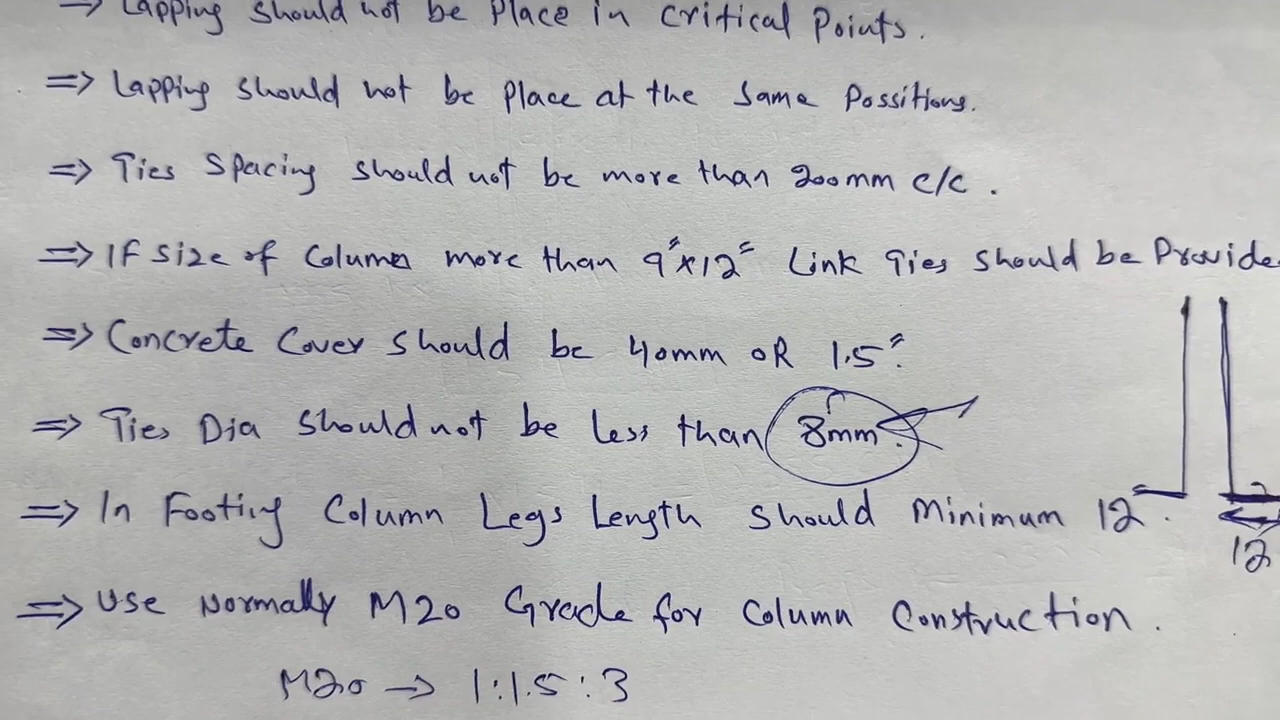 → Lapping should not be Place in critical Points.
⇒ Lapping should not be Place at the Same Possitions.
⇒ Ties Spacing should not be more than 200mm c/c.
⇒ IF Size of Column more than 9"x12" Link Ties should be Provide
⇒ Concrete Cover should be 40mm OR 1.5".
⇒ Ties Dia should not be less than 8mm.
⇒ In Footing Column Legs Length should Minimum 12".
12
⇒ Use Normally M20 Grade for Column Construction.
M20 → 1:1.5:3